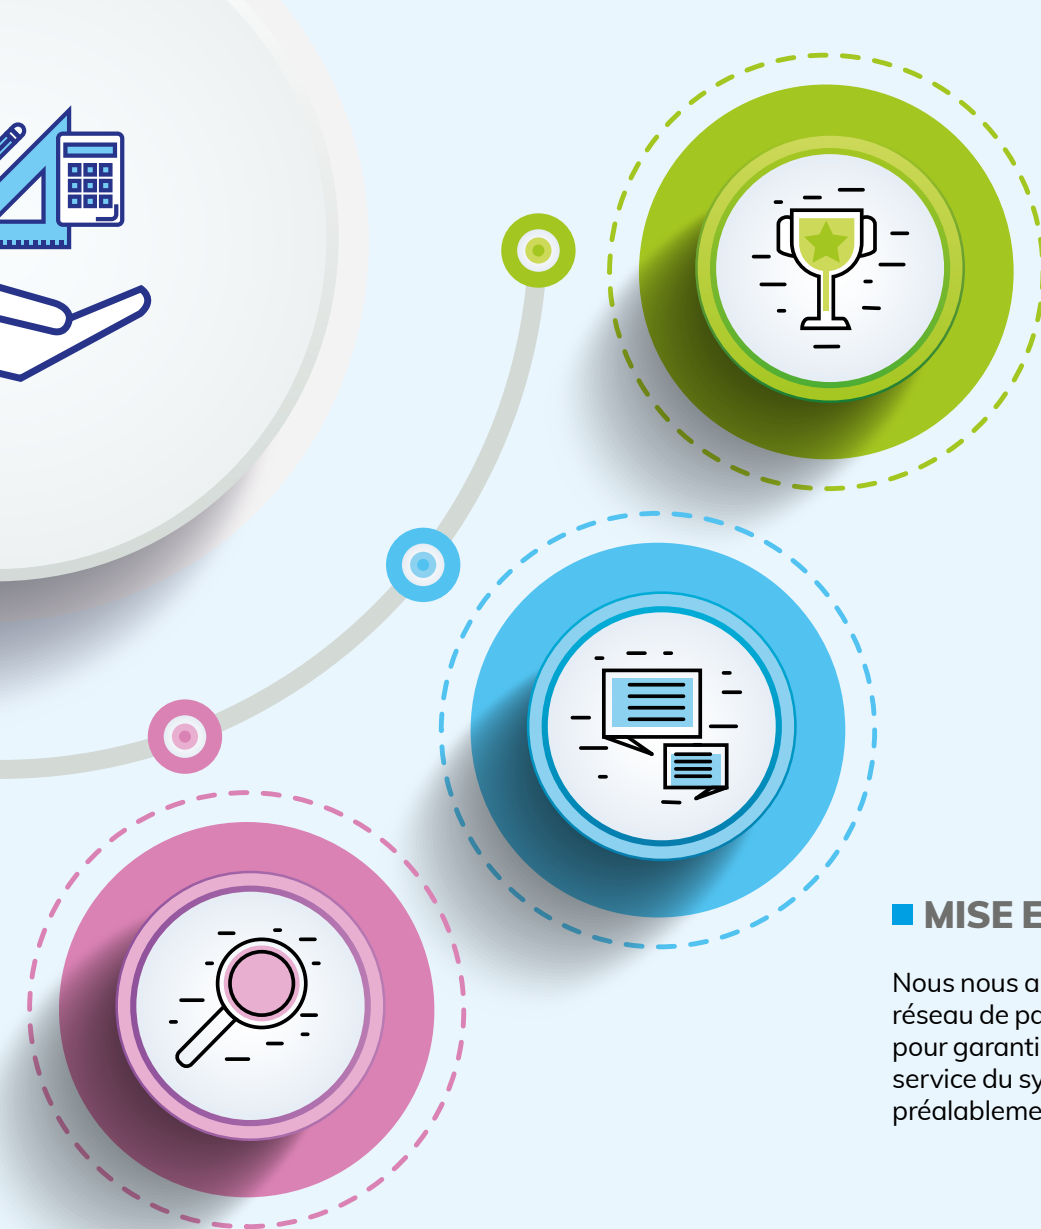 MISE E
Nous nous a
réseau de pa
pour garanti
service du sy
préalableme